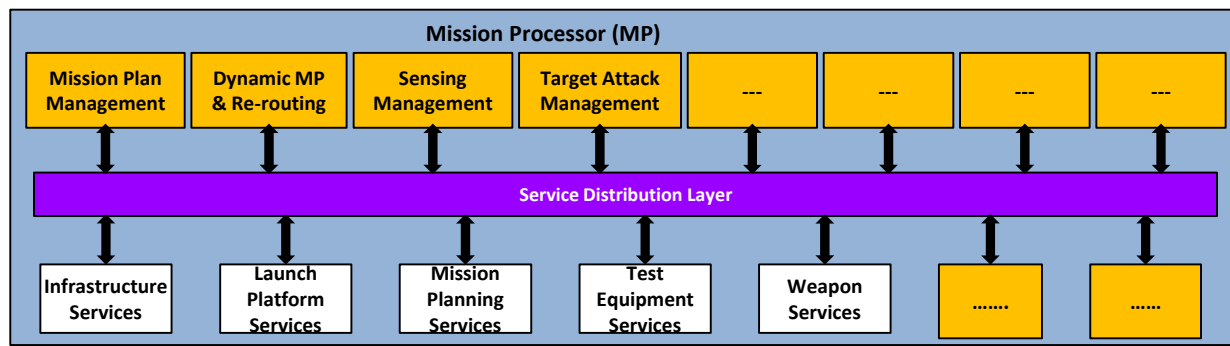 Mission Processor (MP)
Mission Plan
Management
Dynamic MP
& Re-routing
Sensing
Management
Target Attack
Management
---
---
---
---
Service Distribution Layer
Infrastructure
Services
Launch
Platform
Services
Mission
Planning
Services
Test
Equipment
Services
Weapon
Services
.......
......